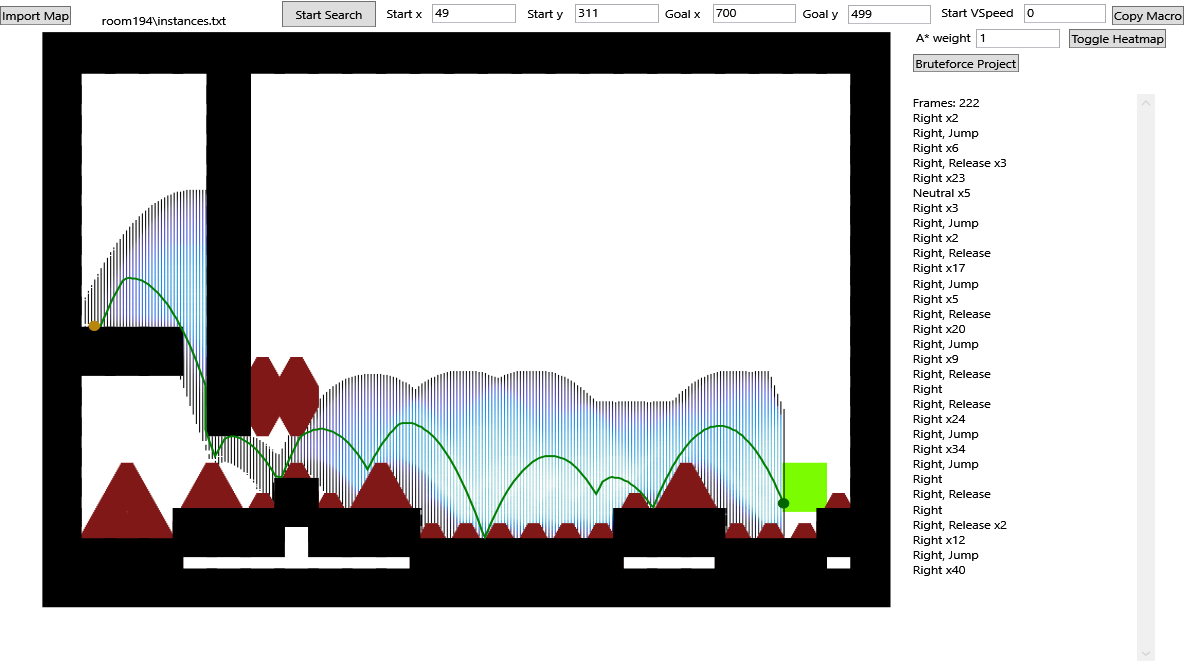 Import Map
room194\instances.txt
Start Search
Start x 49
Start y 311
Goal x 700
Goal y 499
Start VSpeed 0
Copy Macro
A* weight 1
Toggle Heatmap
Bruteforce Project
Frames: 222
Right x2
Right, Jump
Right x6
Right, Release x3
Right x23
Neutral x5
Right x3
Right, Jump
Right x2
Right, Release
Right x17
Right, Jump
Right x5
Right, Release
Right x20
Right, Jump
Right x9
Right, Release
Right
Right, Release
Right x24
Right, Jump
Right x34
Right, Jump
Right
Right, Release
Right
Right, Release x2
Right x12
Right, Jump
Right x40